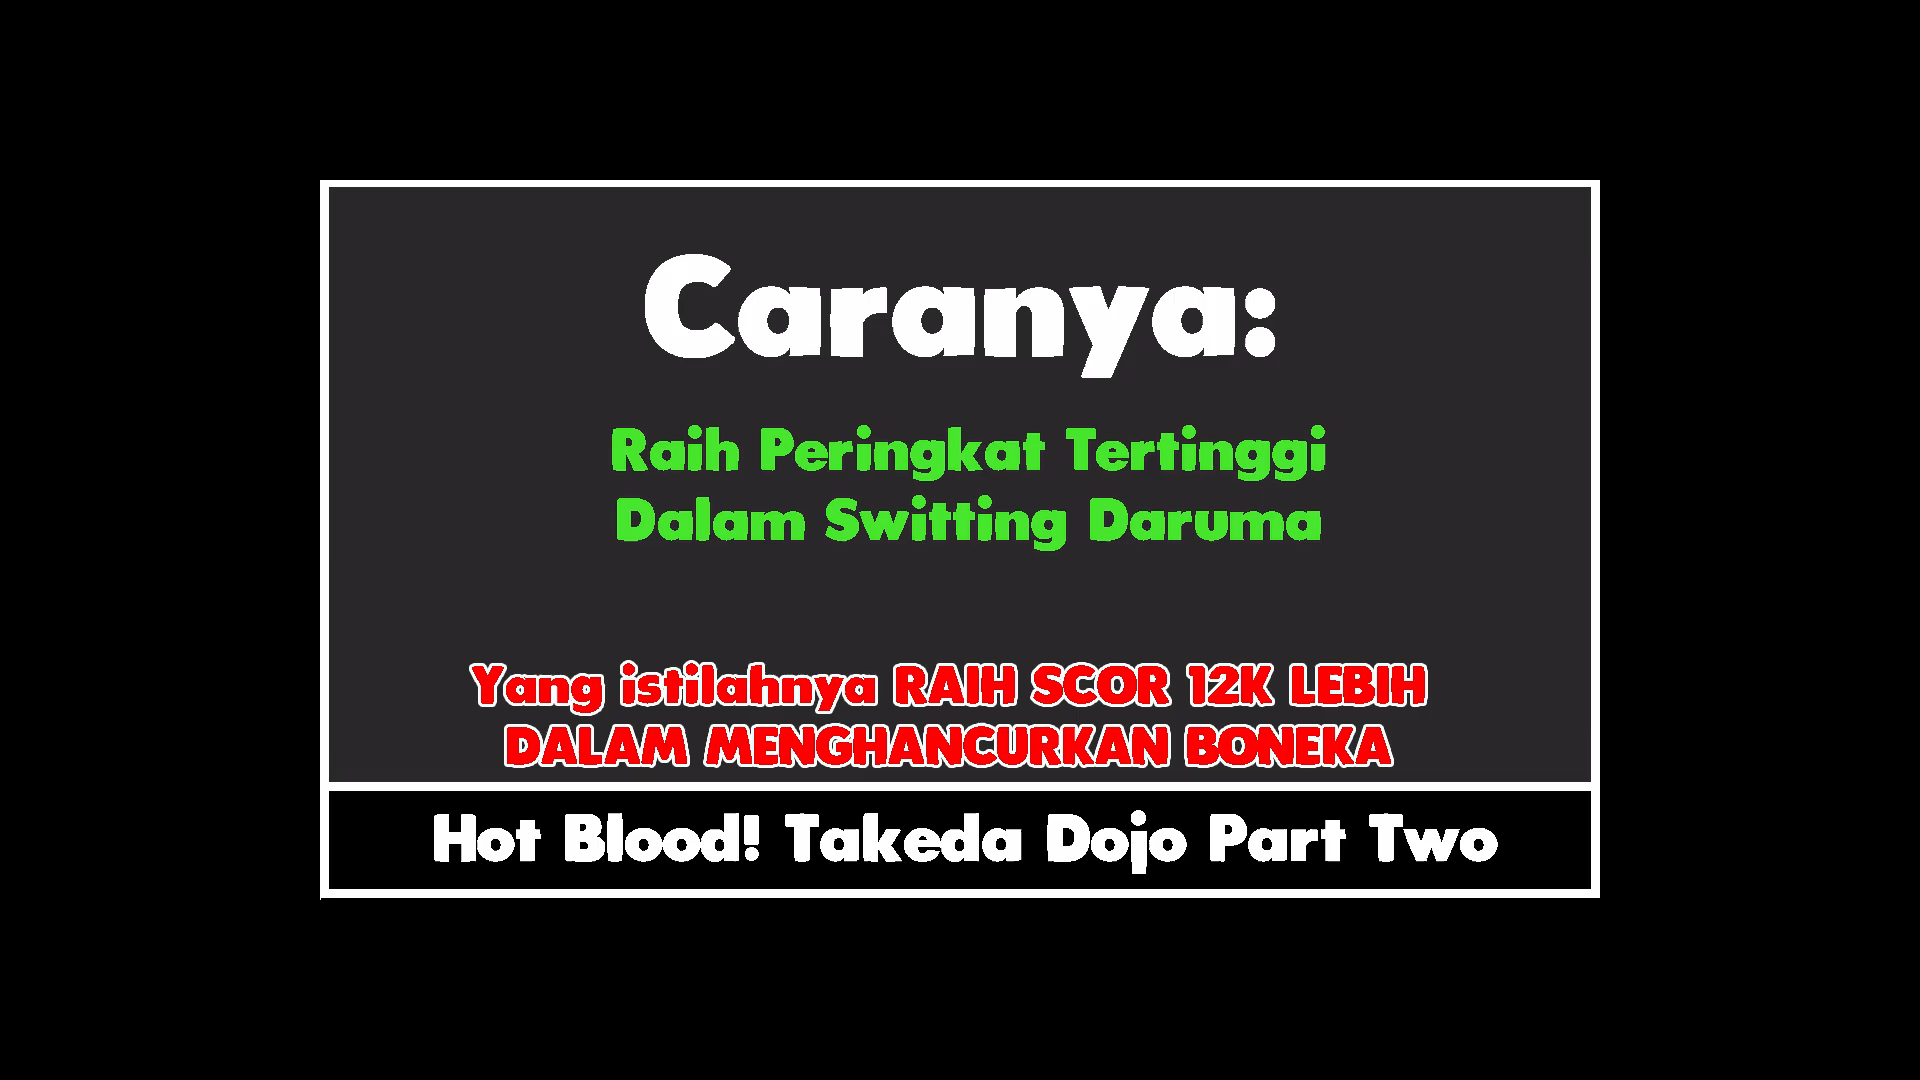 Caranya:
Raih Peringkat Tertinggi
Dalam Switting Daruma
Yang istilahnya RAIH SCOR 12K LEBIH
DALAM MENGHANCURKAN BONEKA
Hot Blood! Takeda Dojo Part Two